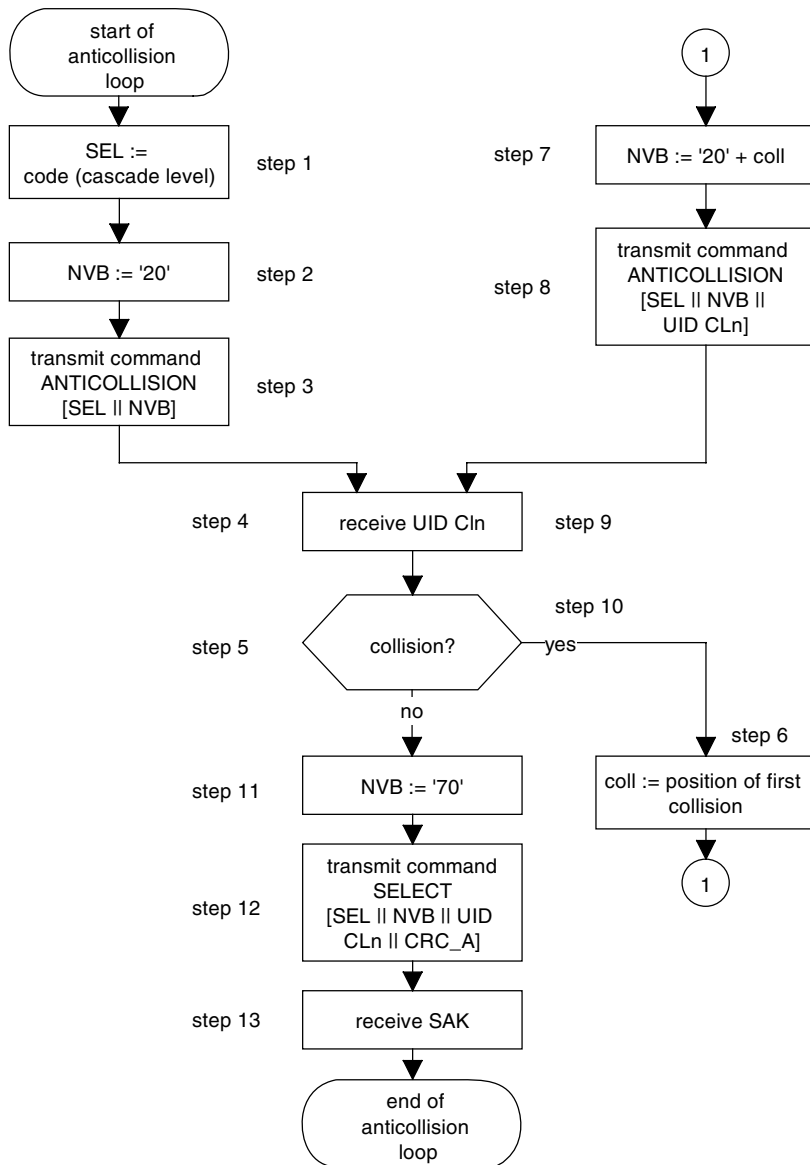 start of
anticollision
loop
SEL :=
code (cascade level)
step 1
NVB := '20'
step 2
transmit command
ANTICOLLISION
[SEL || NVB]
step 3
1
step 7
NVB := '20' + coll
step 8
transmit command
ANTICOLLISION
[SEL || NVB ||
UID CLn]
step 4
receive UID Cln
step 9
step 5
collision?
step 10
yes
no
step 6
coll := position of first
collision
1
step 11
NVB := '70'
step 12
transmit command
SELECT
[SEL || NVB || UID
CLn || CRC_A]
step 13
receive SAK
end of
anticollision
loop